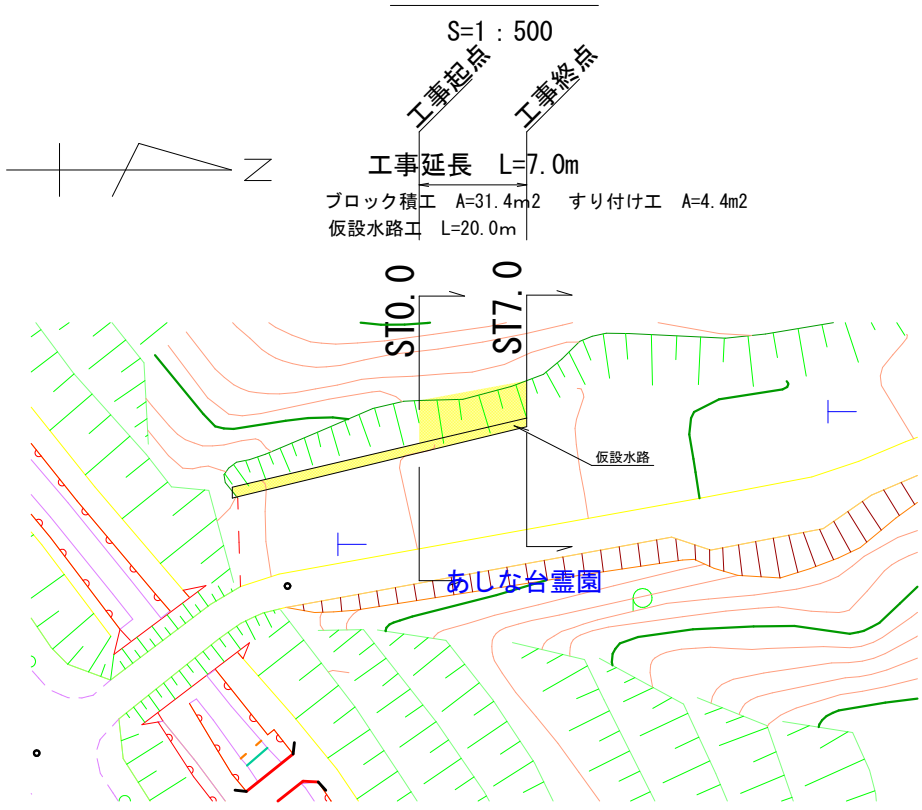 S=1：500
工事起点
工事終点
N
工事延長　L=7.0m
ブロック積工　A=31.4m2　すり付け工　A=4.4m2
仮設水路工　L=20.0m
ST0.0
ST7.0
仮設水路
あしな台霊園